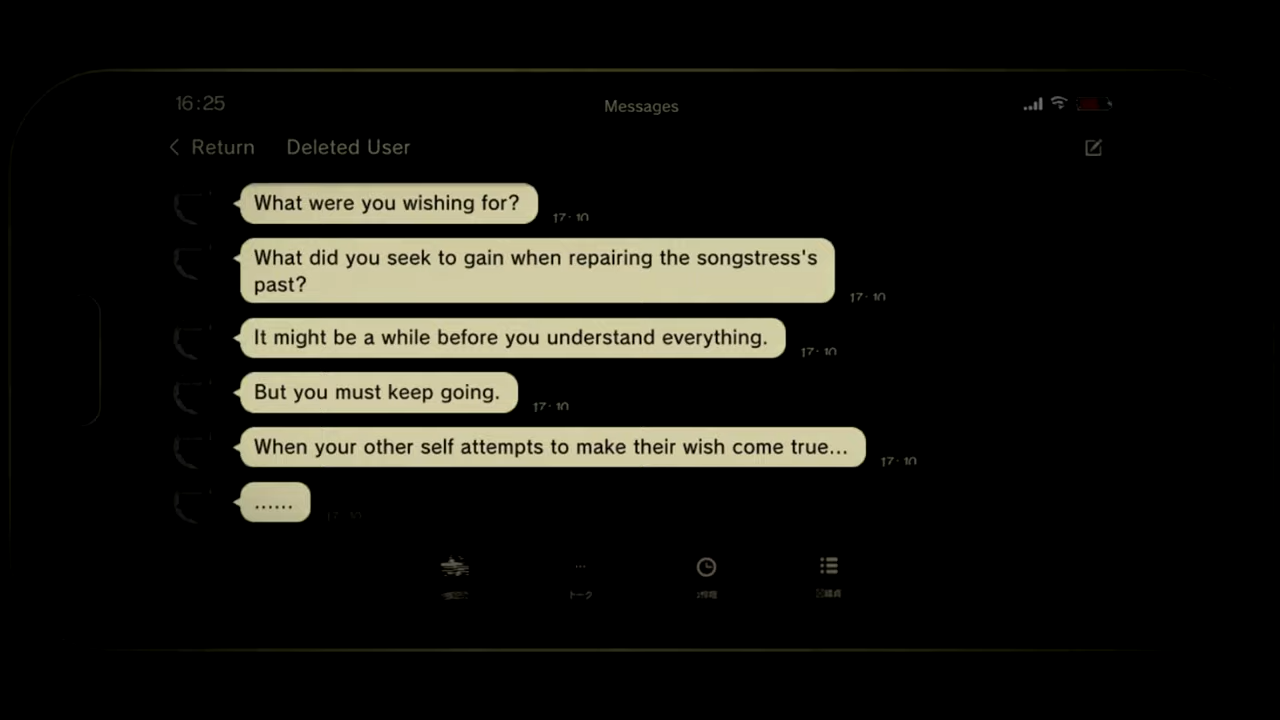 16:25
Messages
Return
Deleted User
What were you wishing for?
17:10
What did you seek to gain when repairing the songstress's
past?
17:10
It might be a while before you understand everything.
17:10
But you must keep going.
17:10
When your other self attempts to make their wish come true...
17:10
......
17:10
トーク